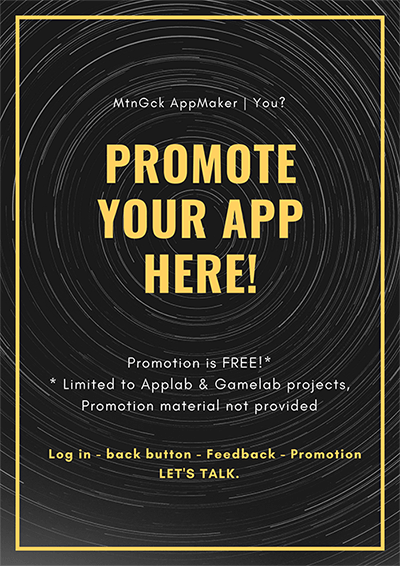 MtnGck AppMaker | You?
PROMOTE
YOUR APP
HERE!
Promotion is FREE!*
* Limited to Applab & Gamelab projects,
Promotion material not provided
Log in - back button - Feedback - Promotion
LET'S TALK.